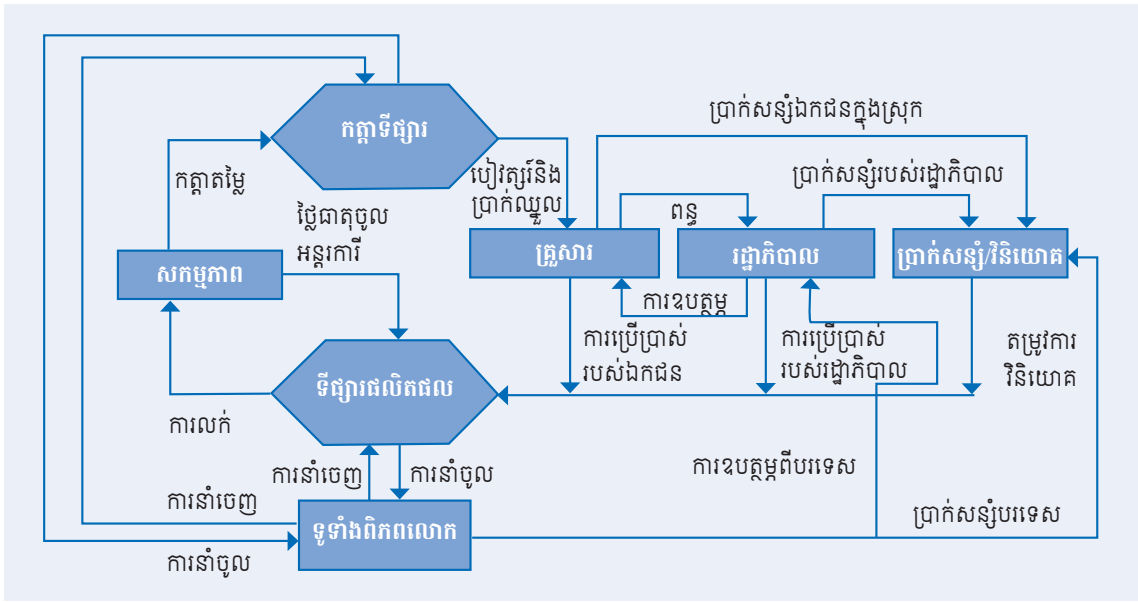 កត្តាទីផ្សារ
ប្រាក់សន្សំឯកជនក្នុងស្រុក
កត្តាតម្លៃ
បៀវត្សរ៍និង
ប្រាក់ឈ្នួល
ប្រាក់សន្សំរបស់រដ្ឋាភិបាល
ថ្លៃធាតុចូល
អន្តរការី
ពន្ធ
សកម្មភាព
គ្រួសារ
រដ្ឋាភិបាល
ប្រាក់សន្សំ/វិនិយោគ
ការឧបត្ថម្ភ
ការប្រើប្រាស់
របស់ឯកជន
ការប្រើប្រាស់
របស់រដ្ឋាភិបាល
តម្រូវការ
វិនិយោគ
ទីផ្សារផលិតផល
ការលក់
ការនាំចេញ
ការនាំចូល
ការឧបត្ថម្ភពីបរទេស
ការនាំចេញ
ទូទាំងពិភពលោក
ប្រាក់សន្សំបរទេស
ការនាំចូល